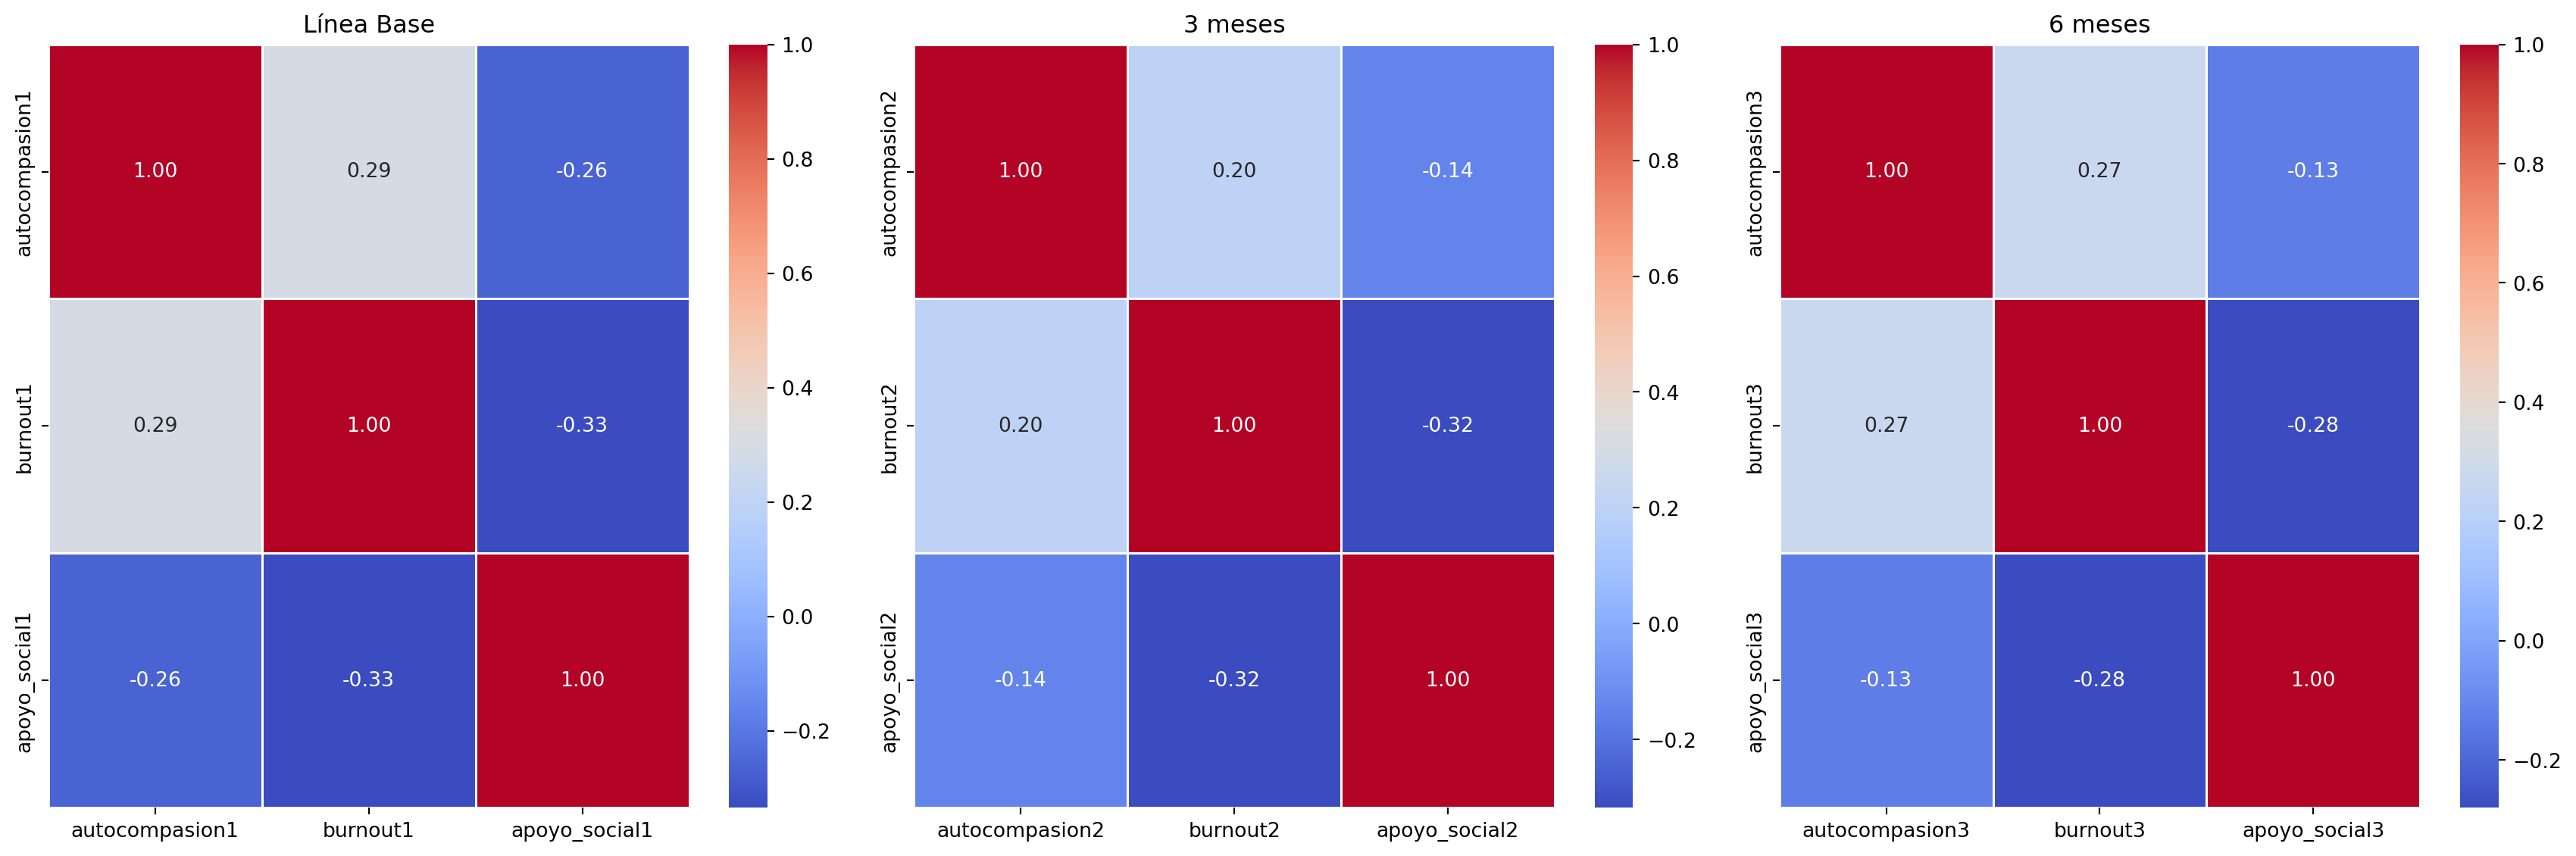 Línea Base
autocompasion1
burnout1
apoyo_social1
1.00 0.29 -0.26
0.29 1.00 -0.33
-0.26 -0.33 1.00
autocompasion1 burnout1 apoyo_social1
1.0
0.8
0.6
0.4
0.2
0.0
−0.2
3 meses
autocompasion2
burnout2
apoyo_social2
1.00 0.20 -0.14
0.20 1.00 -0.32
-0.14 -0.32 1.00
autocompasion2 burnout2 apoyo_social2
1.0
0.8
0.6
0.4
0.2
0.0
−0.2
6 meses
autocompasion3
burnout3
apoyo_social3
1.00 0.27 -0.13
0.27 1.00 -0.28
-0.13 -0.28 1.00
autocompasion3 burnout3 apoyo_social3
1.0
0.8
0.6
0.4
0.2
0.0
−0.2